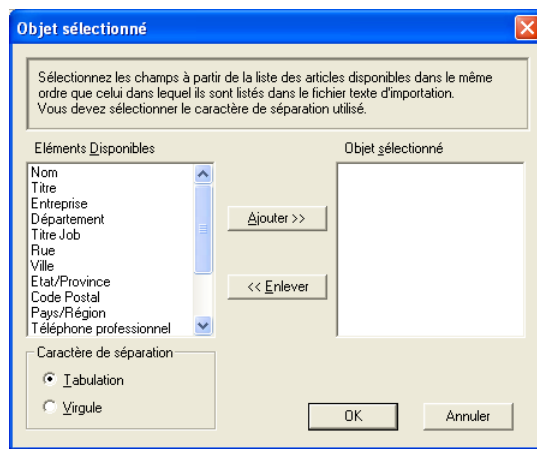 Objet sélectionné
Sélectionnez les champs à partir de la liste des articles disponibles dans le même
ordre que celui dans lequel ils sont listés dans le fichier texte d'importation.
Vous devez sélectionner le caractère de séparation utilisé.
Eléments Disponibles
Nom
Titre
Entreprise
Département
Titre Job
Rue
Ville
Etat/Province
Code Postal
Pays/Région
Téléphone professionnel
Ajouter >>
<< Enlever
Objet sélectionné
Caractère de séparation
Tabulation
Virgule
OK
Annuler